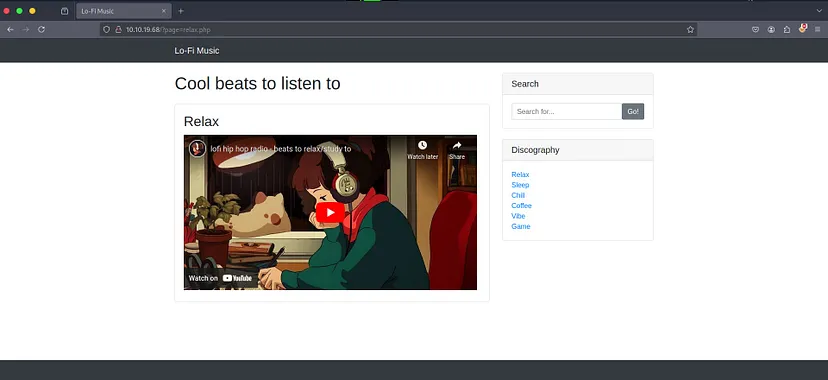 Lo-Fi Music
10.10.19.68/?page=relax.php
Lo-Fi Music
Cool beats to listen to
Relax
lofi hip hop radio - beats to relax/study to
Watch later
Share
Watch on YouTube
Search
Search for...
Go!
Discography
Relax
Sleep
Chill
Coffee
Vibe
Game